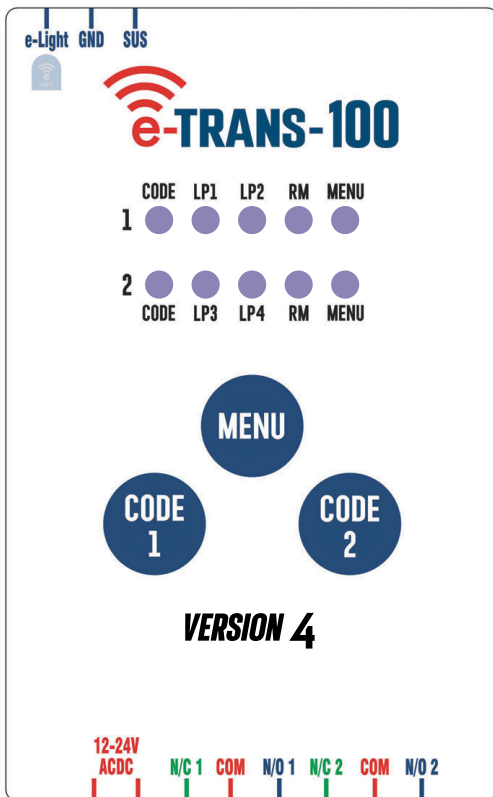 e-Light GND SUS
e-TRANS-100
CODE LP1 LP2 RM MENU
1
2
CODE LP3 LP4 RM MENU
MENU
CODE
1
CODE
2
VERSION 4
12-24V
ACDC N/C 1 COM N/O 1 N/C 2 COM N/O 2